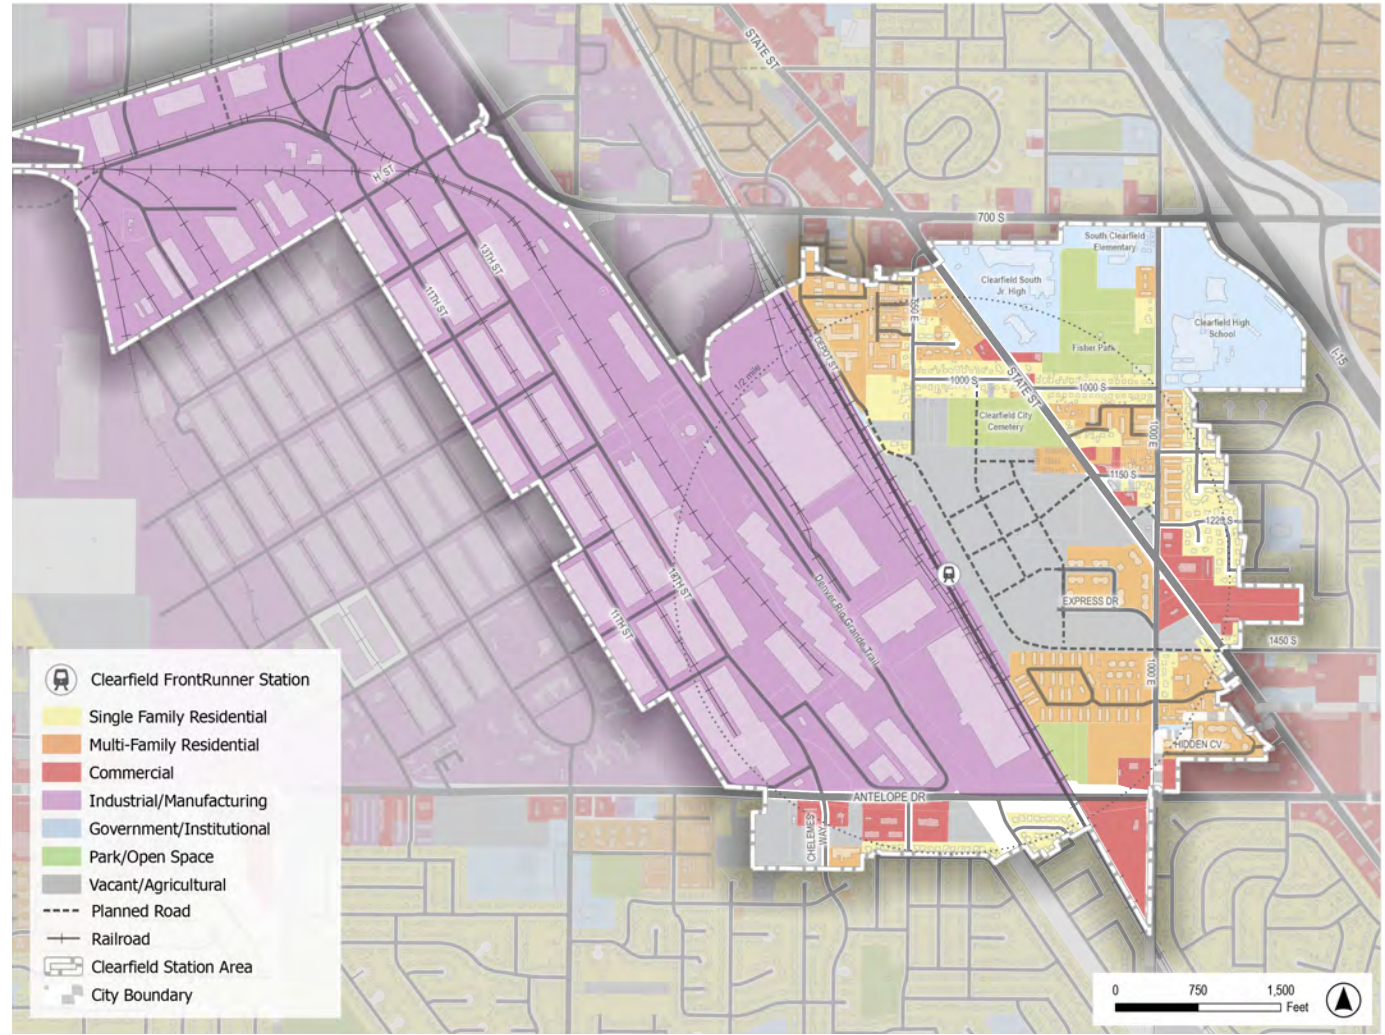 STATE ST
700 S
H ST
13TH ST
11TH ST
South Clearfield
Elementary
Clearfield South
Jr. High
Clearfield High
School
I-15
Fisher Park
DEPOT ST
1/2 mile
STATE ST
1000 S
1000 S
Clearfield City
Cemetery
1000 E
1150 S
12TH ST
11TH ST
Denver Rio Grande Trail
EXPRESS DR
1450 S
1000 E
HIDDEN CV
ANTELOPE DR
CHELEMES
WAY
Clearfield FrontRunner Station
Single Family Residential
Multi-Family Residential
Commercial
Industrial/Manufacturing
Government/Institutional
Park/Open Space
Vacant/Agricultural
Planned Road
Railroad
Clearfield Station Area
City Boundary
0 750 1,500
Feet